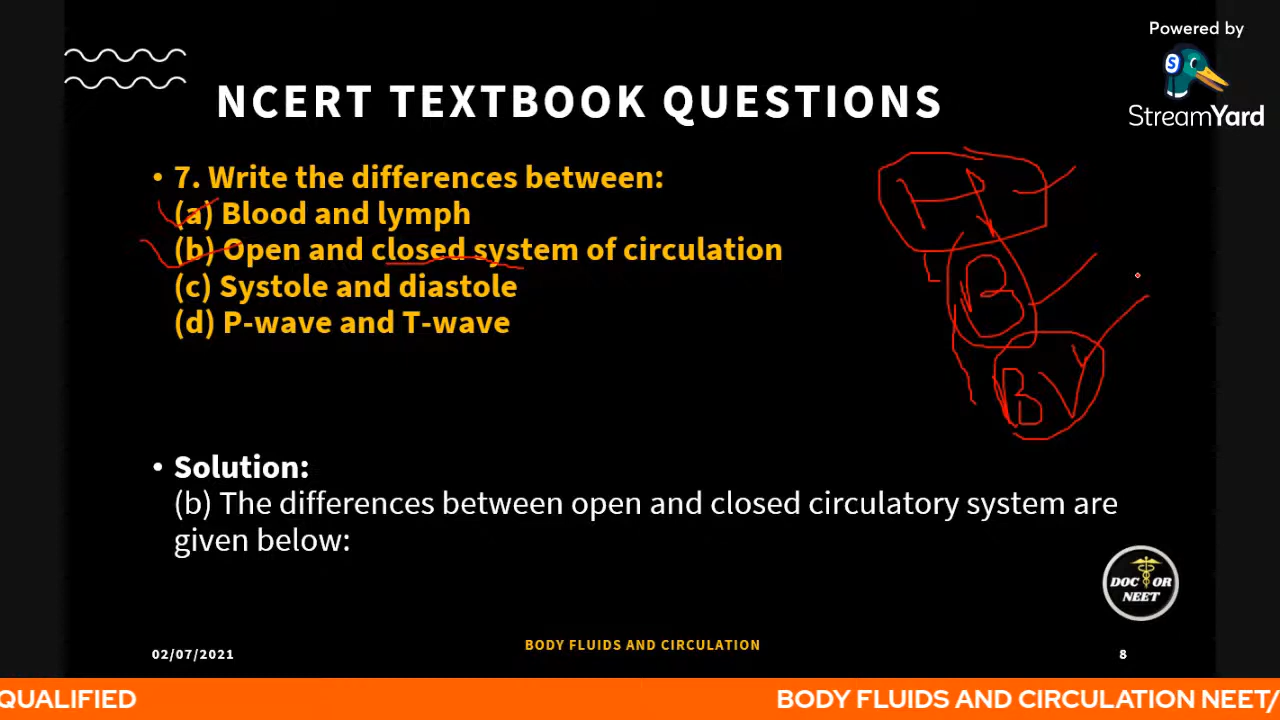 Powered by
StreamYard
NCERT TEXTBOOK QUESTIONS
• 7. Write the differences between:
(a) Blood and lymph
(b) Open and closed system of circulation
(c) Systole and diastole
(d) P-wave and T-wave
H
B
BV
• Solution:
(b) The differences between open and closed circulatory system are
given below:
DOCTOR
NEET
02/07/2021
BODY FLUIDS AND CIRCULATION
8
QUALIFIED
BODY FLUIDS AND CIRCULATION NEET/